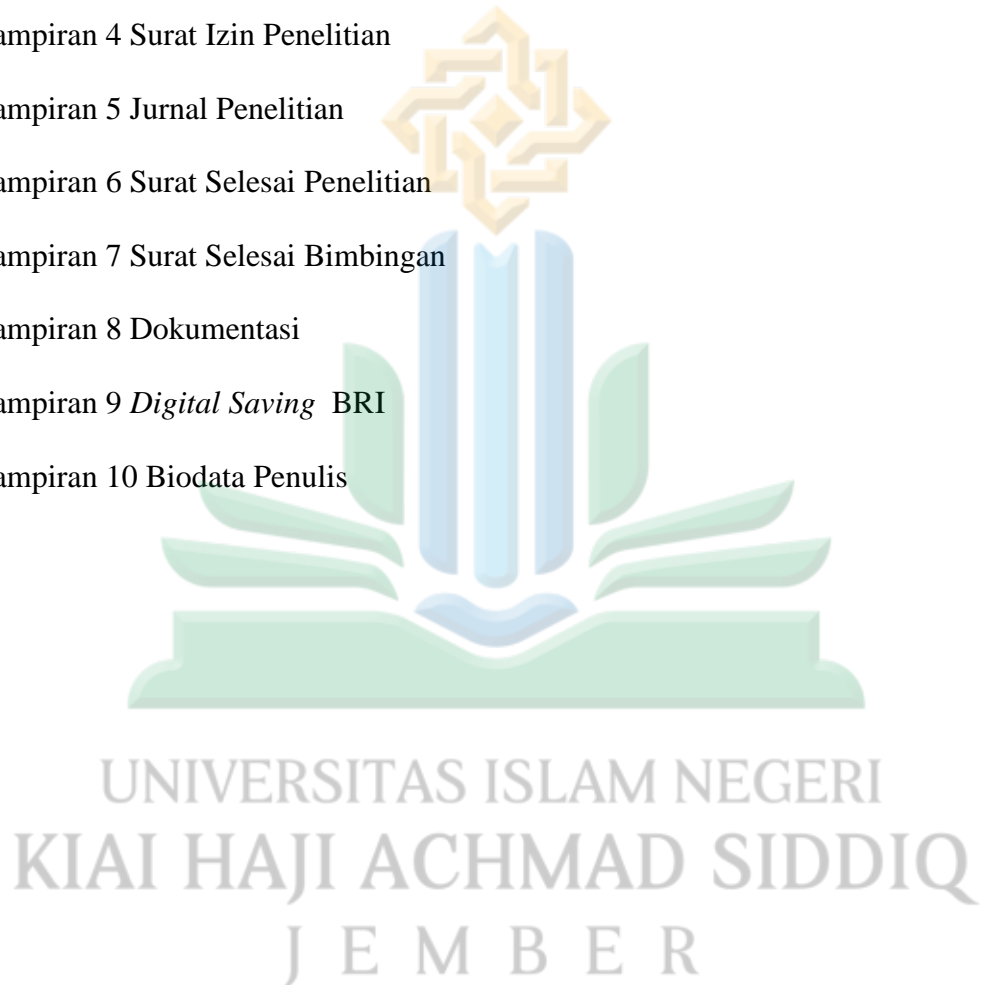 ampiran 4 Surat Izin Penelitian
ampiran 5 Jurnal Penelitian
ampiran 6 Surat Selesai Penelitian
ampiran 7 Surat Selesai Bimbingan
ampiran 8 Dokumentasi
ampiran 9 Digital Saving BRI
ampiran 10 Biodata Penulis
UNIVERSITAS ISLAM NEGERI
KIAI HAJI ACHMAD SIDDIQ
J E M B E R